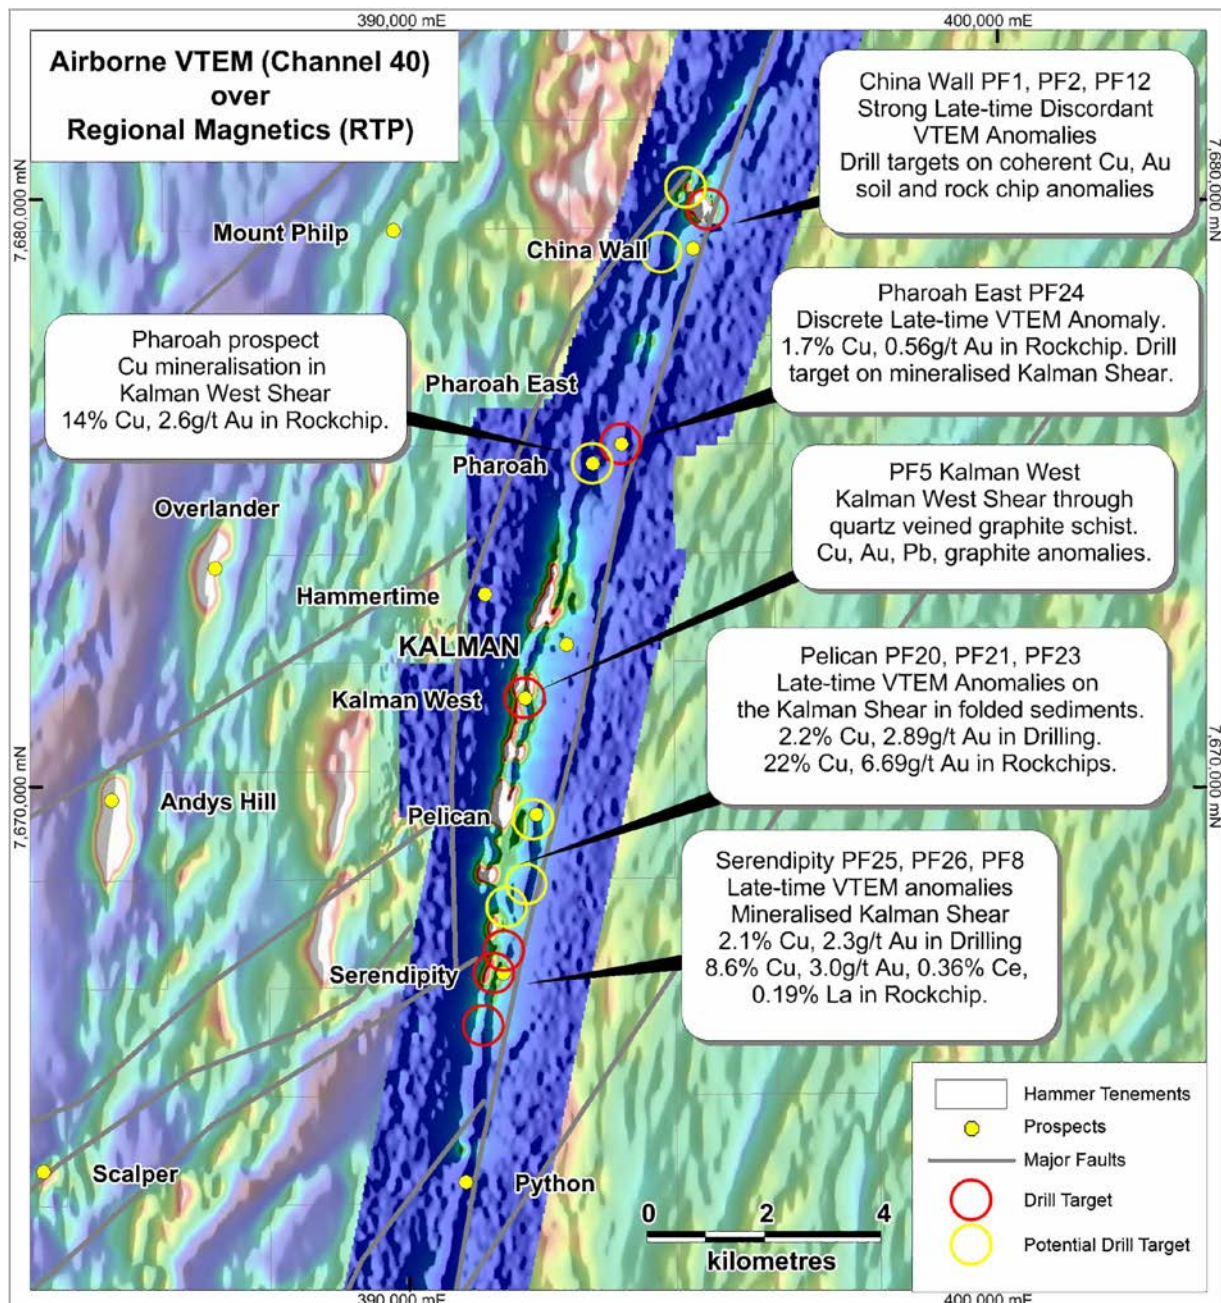 390,000 mE
400,000 mE
Airborne VTEM (Channel 40)
over
Regional Magnetics (RTP)
China Wall PF1, PF2, PF12
Strong Late-time Discordant
VTEM Anomalies
Drill targets on coherent Cu, Au
soil and rock chip anomalies
7,680,000 mN
7,680,000 mN
Mount Philp
China Wall
Pharoah East PF24
Discrete Late-time VTEM Anomaly.
1.7% Cu, 0.56g/t Au in Rockchip. Drill
target on mineralised Kalman Shear.
Pharoah prospect
Cu mineralisation in
Kalman West Shear
14% Cu, 2.6g/t Au in Rockchip.
Pharoah East
Pharoah
PF5 Kalman West
Kalman West Shear through
quartz veined graphite schist.
Cu, Au, Pb, graphite anomalies.
Overlander
Hammertime
KALMAN
Kalman West
Pelican PF20, PF21, PF23
Late-time VTEM Anomalies on
the Kalman Shear in folded sediments.
2.2% Cu, 2.89g/t Au in Drilling.
22% Cu, 6.69g/t Au in Rockchips.
7,670,000 mN
7,670,000 mN
Andys Hill
Pelican
Serendipity PF25, PF26, PF8
Late-time VTEM anomalies
Mineralised Kalman Shear
2.1% Cu, 2.3g/t Au in Drilling
8.6% Cu, 3.0g/t Au, 0.36% Ce,
0.19% La in Rockchip.
Serendipity
Scalper
Python
0 2 4
kilometres
Hammer Tenements
Prospects
Major Faults
Drill Target
Potential Drill Target
390,000 mE
400,000 mE